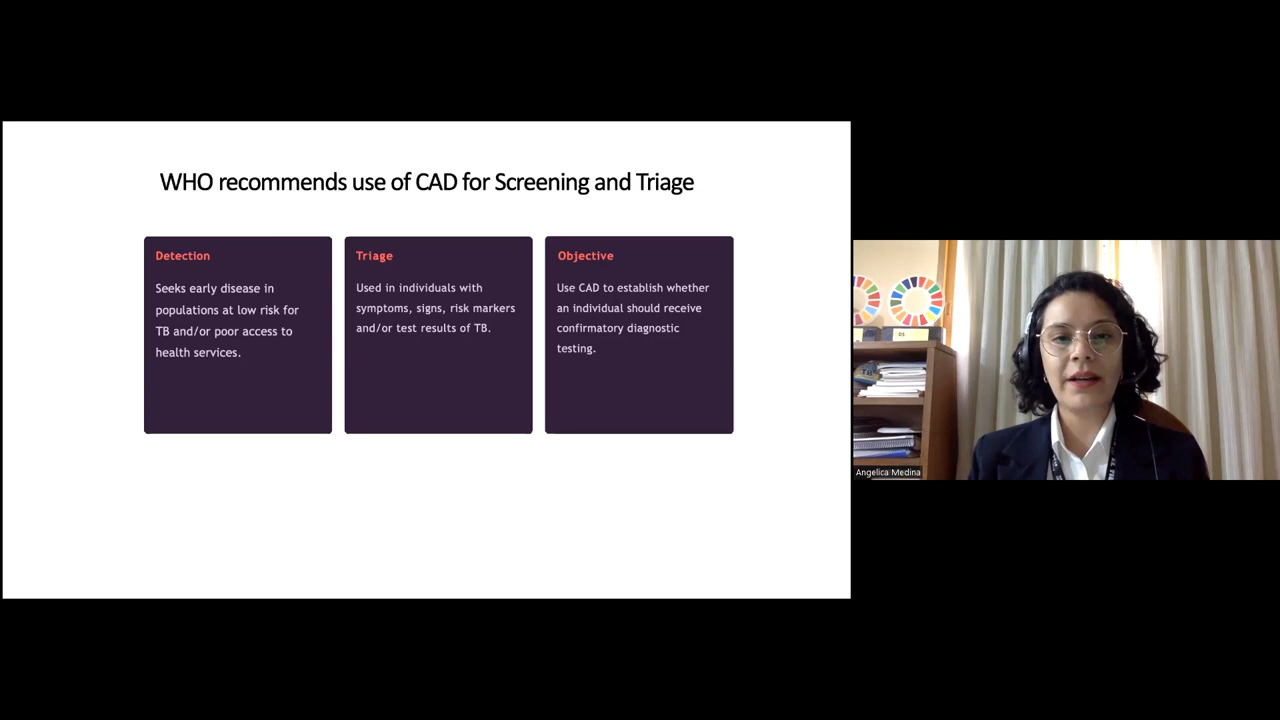 WHO recommends use of CAD for Screening and Triage
Detection
Seeks early disease in
populations at low risk for
TB and/or poor access to
health services.
Triage
Used in individuals with
symptoms, signs, risk markers
and/or test results of TB.
Objective
Use CAD to establish whether
an individual should receive
confirmatory diagnostic
testing.
Angelica Medina